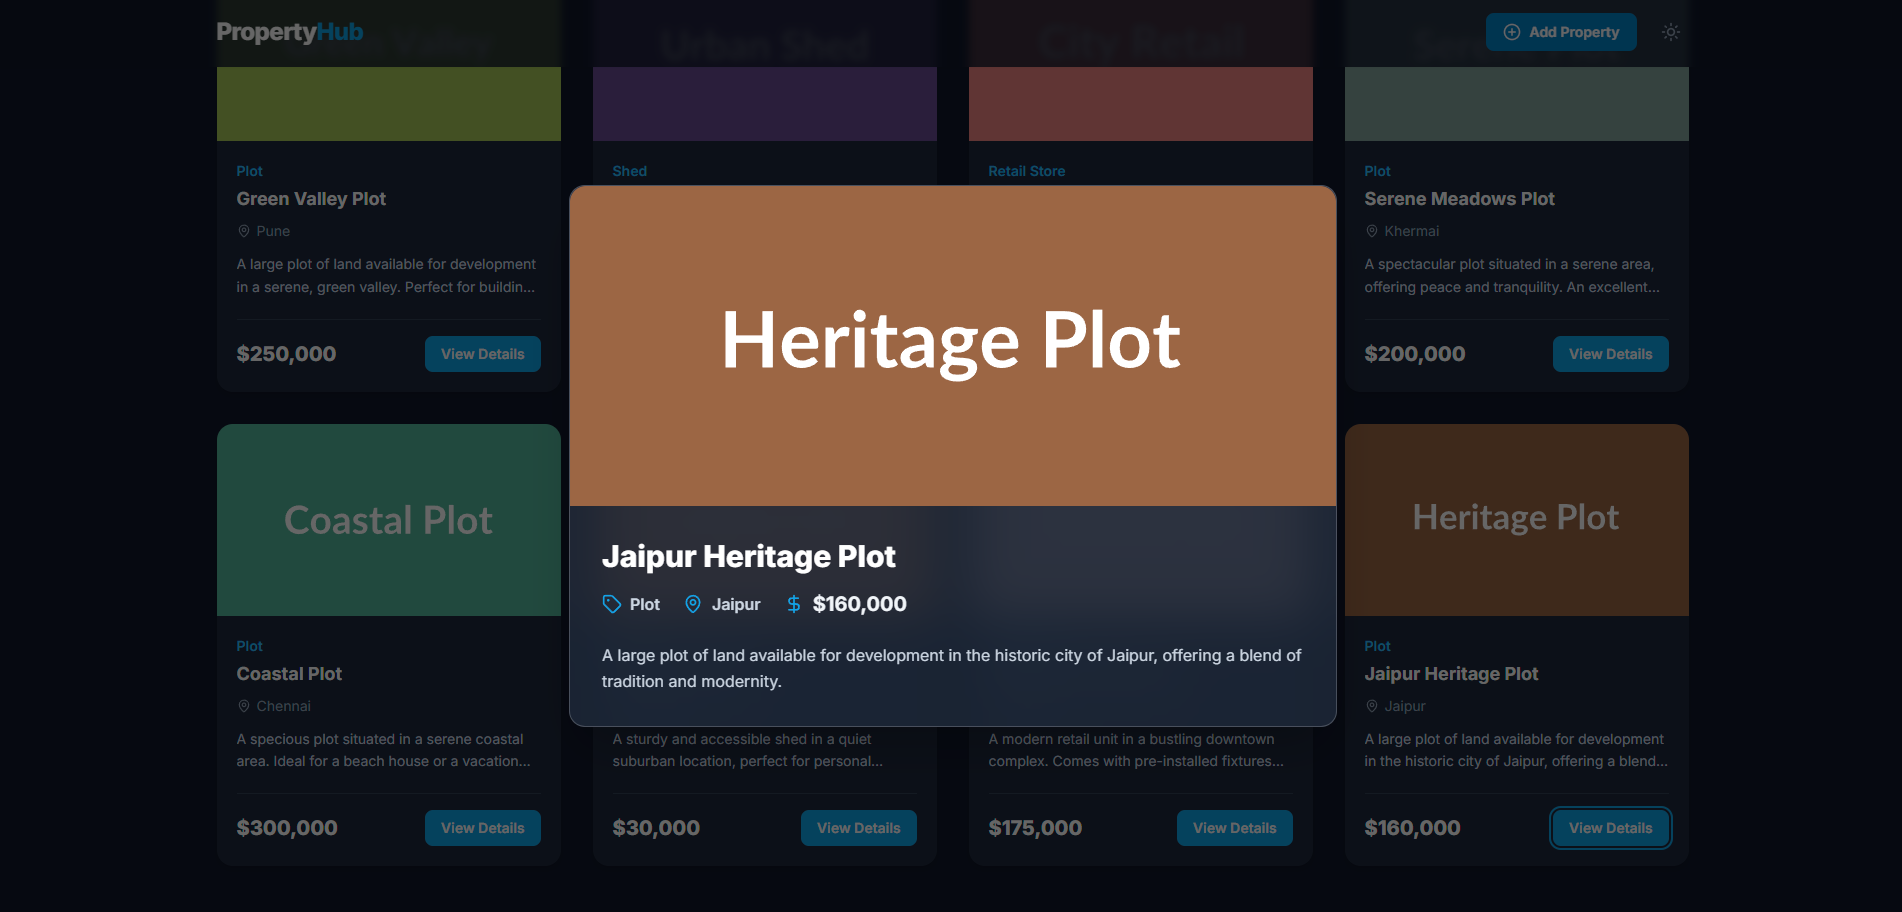 PropertyHub
Add Property
Urban Shed
City Retail
Plot
Green Valley Plot
Pune
A large plot of land available for development
in a serene, green valley. Perfect for buildin...
$250,000
View Details
Shed
Retail Store
Plot
Serene Meadows Plot
Khermai
A spectacular plot situated in a serene area,
offering peace and tranquility. An excellent...
$200,000
View Details
Heritage Plot
Jaipur Heritage Plot
Plot
Jaipur
$160,000
A large plot of land available for development in the historic city of Jaipur, offering a blend of
tradition and modernity.
Coastal Plot
Plot
Coastal Plot
Chennai
A specious plot situated in a serene coastal
area. Ideal for a beach house or a vacation...
$300,000
View Details
A sturdy and accessible shed in a quiet
suburban location, perfect for personal...
$30,000
View Details
A modern retail unit in a bustling downtown
complex. Comes with pre-installed fixtures...
$175,000
View Details
Heritage Plot
Plot
Jaipur Heritage Plot
Jaipur
A large plot of land available for development
in the historic city of Jaipur, offering a blend...
$160,000
View Details